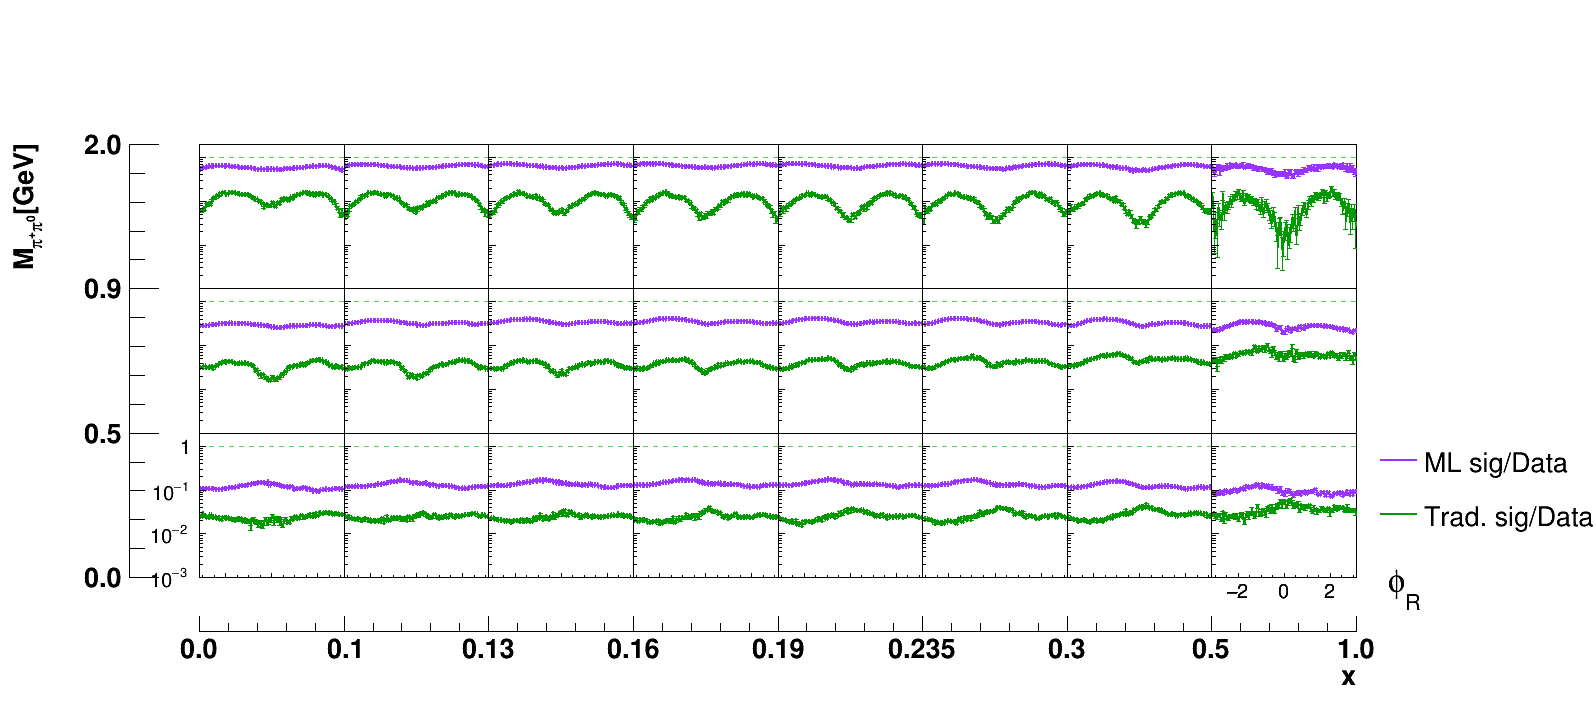 M_{π⁺π⁰}[GeV]
2.0
0.9
0.5
0.0
1
10⁻¹
10⁻²
10⁻³
ML sig/Data
Trad. sig/Data
−2 0 2
ϕ_R
0.0 0.1 0.13 0.16 0.19 0.235 0.3 0.5 1.0
x